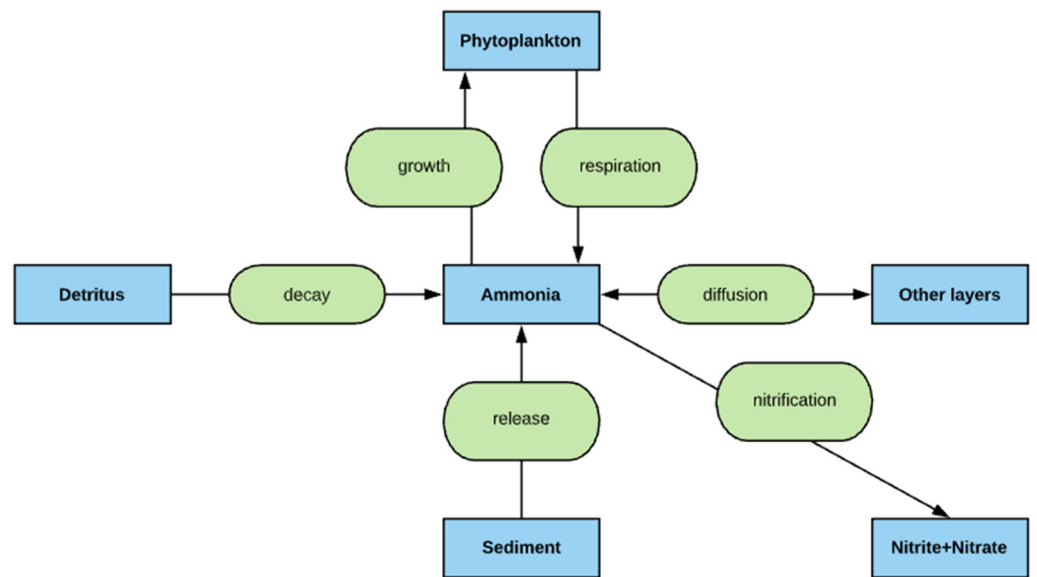 Phytoplankton
growth
respiration
Detritus
decay
Ammonia
diffusion
Other layers
nitrification
release
Sediment
Nitrite+Nitrate